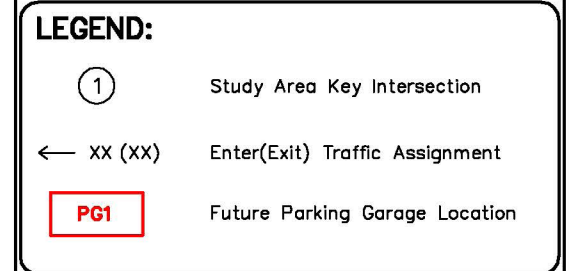 LEGEND:
1 Study Area Key Intersection
← XX (XX) Enter(Exit) Traffic Assignment
PG1 Future Parking Garage Location